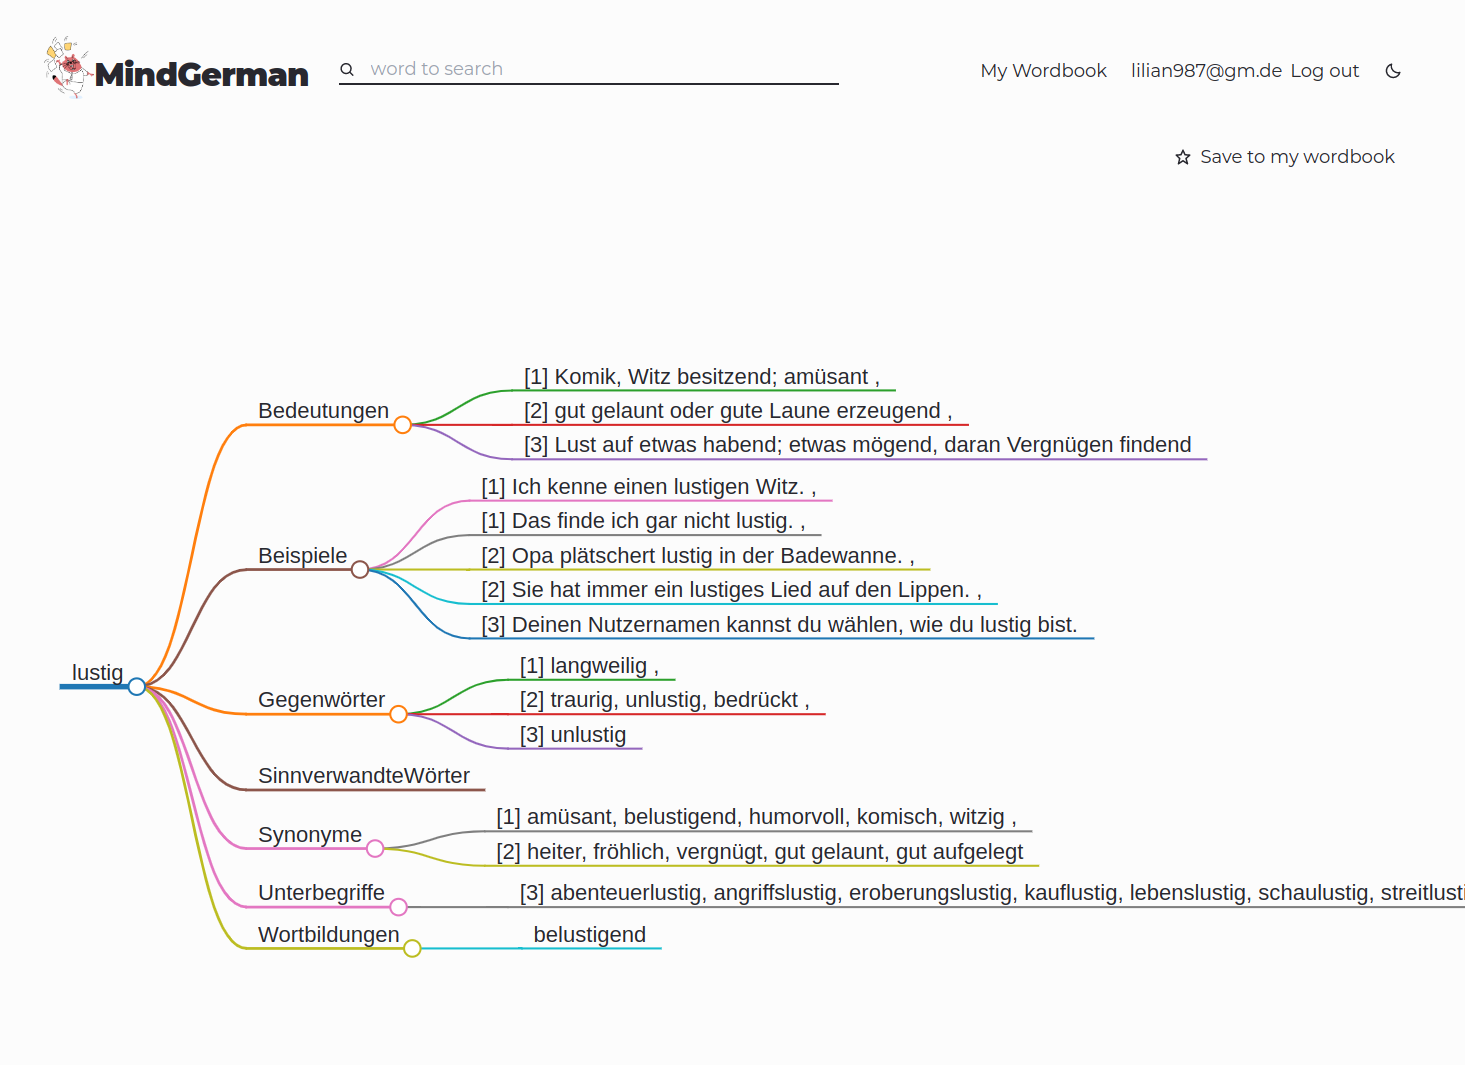 MindGerman
word to search
My Wordbook lilian987@gm.de Log out
Save to my wordbook
[1] Komik, Witz besitzend; amüsant ,
Bedeutungen
[2] gut gelaunt oder gute Laune erzeugend ,
[3] Lust auf etwas habend; etwas mögend, daran Vergnügen findend
[1] Ich kenne einen lustigen Witz. ,
[1] Das finde ich gar nicht lustig. ,
Beispiele
[2] Opa plätschert lustig in der Badewanne. ,
[2] Sie hat immer ein lustiges Lied auf den Lippen. ,
[3] Deinen Nutzernamen kannst du wählen, wie du lustig bist.
lustig
[1] langweilig ,
Gegenwörter
[2] traurig, unlustig, bedrückt ,
[3] unlustig
SinnverwandteWörter
[1] amüsant, belustigend, humorvoll, komisch, witzig ,
Synonyme
[2] heiter, fröhlich, vergnügt, gut gelaunt, gut aufgelegt
Unterbegriffe
[3] abenteuerlustig, angriffslustig, eroberungslustig, kauflustig, lebenslustig, schaulustig, streitlusti
Wortbildungen
belustigend